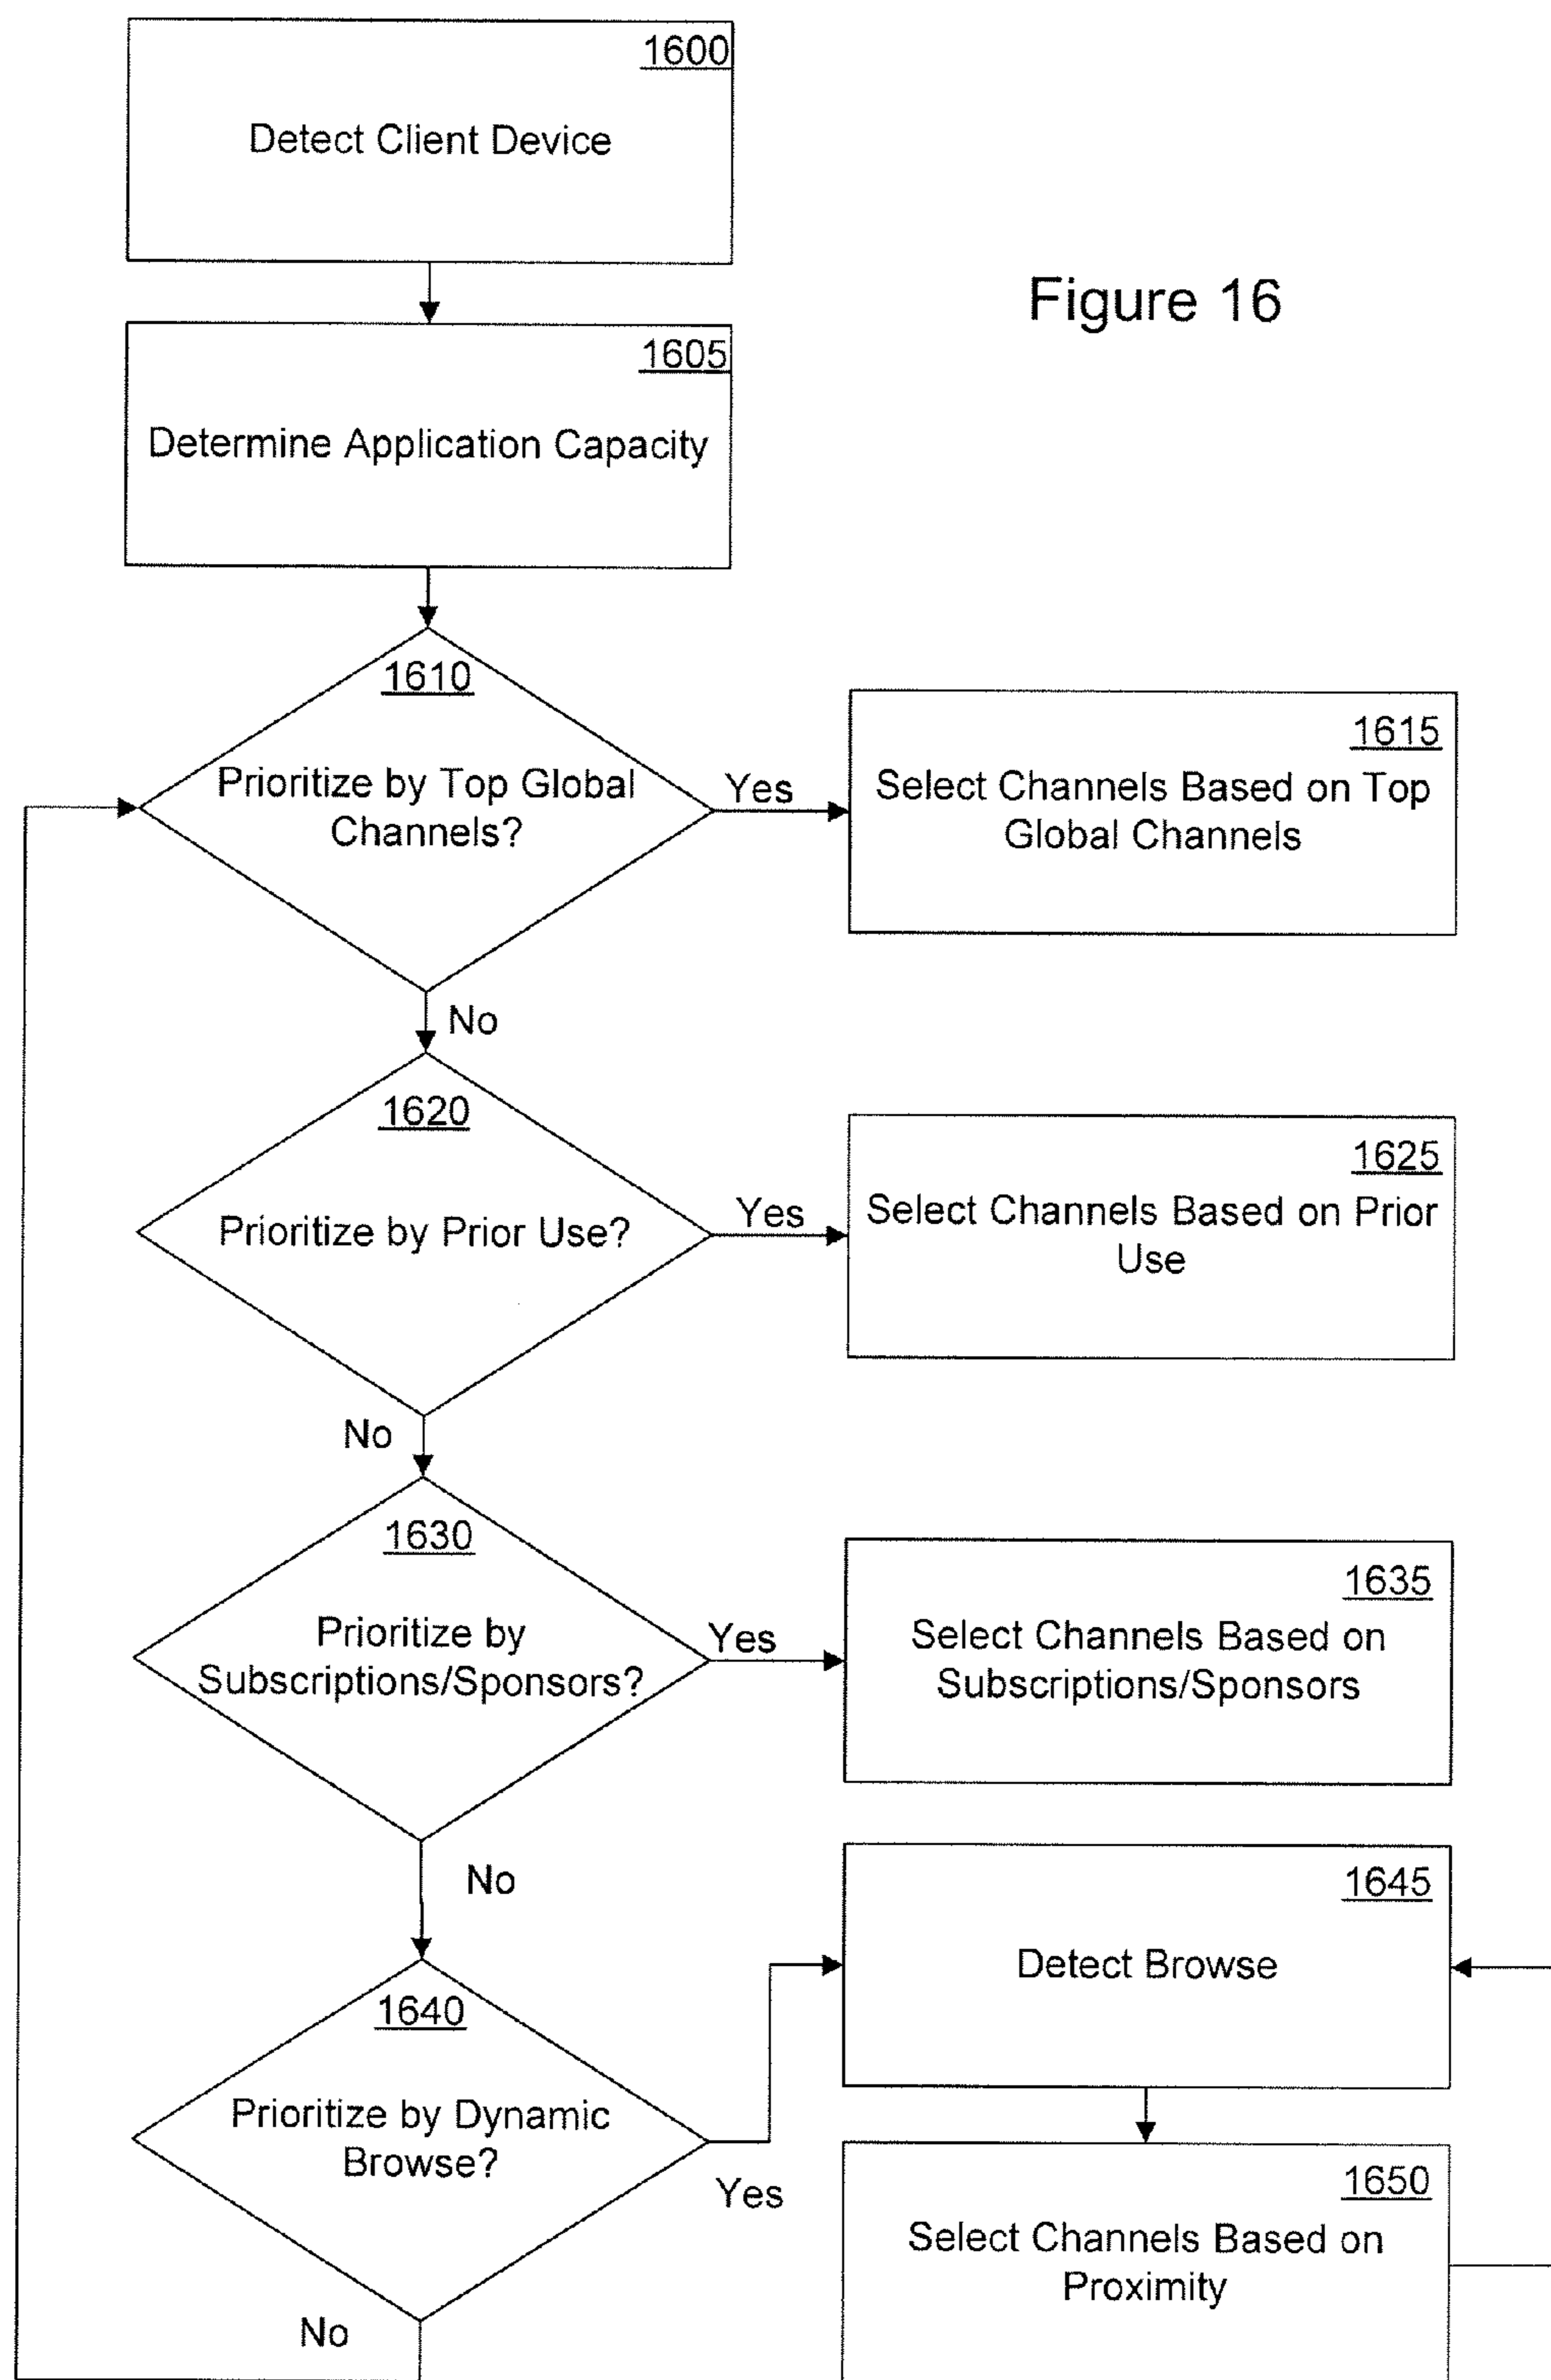 1600
Detect Client Device
Figure 16
1605
Determine Application Capacity
1610
Prioritize by Top Global
Channels?
Yes
1615
Select Channels Based on Top
Global Channels
No
1620
Prioritize by Prior Use?
Yes
1625
Select Channels Based on Prior
Use
No
1630
Prioritize by
Subscriptions/Sponsors?
Yes
1635
Select Channels Based on
Subscriptions/Sponsors
No
1640
Prioritize by Dynamic
Browse?
Yes
1645
Detect Browse
1650
Select Channels Based on
Proximity
No